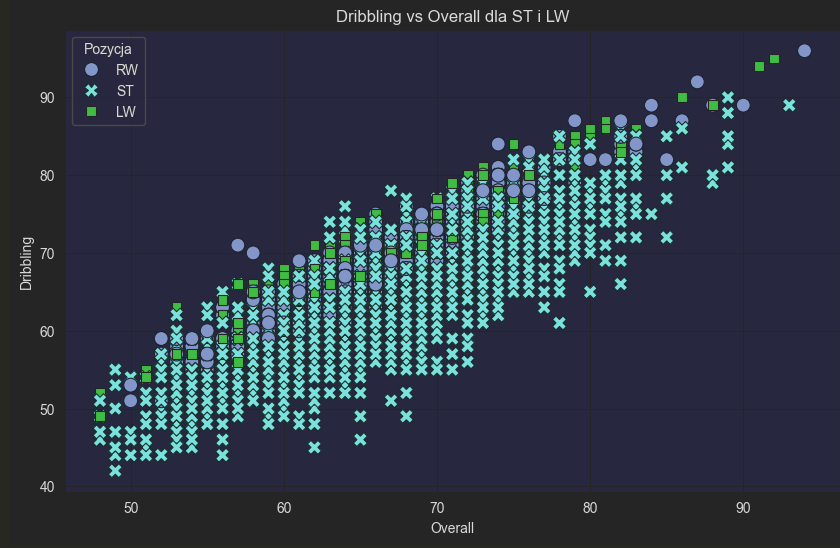 Dribbling vs Overall dla ST i LW
Pozycja
RW
ST
LW
90
80
70
60
50
40
Dribbling
50 60 70 80 90
Overall